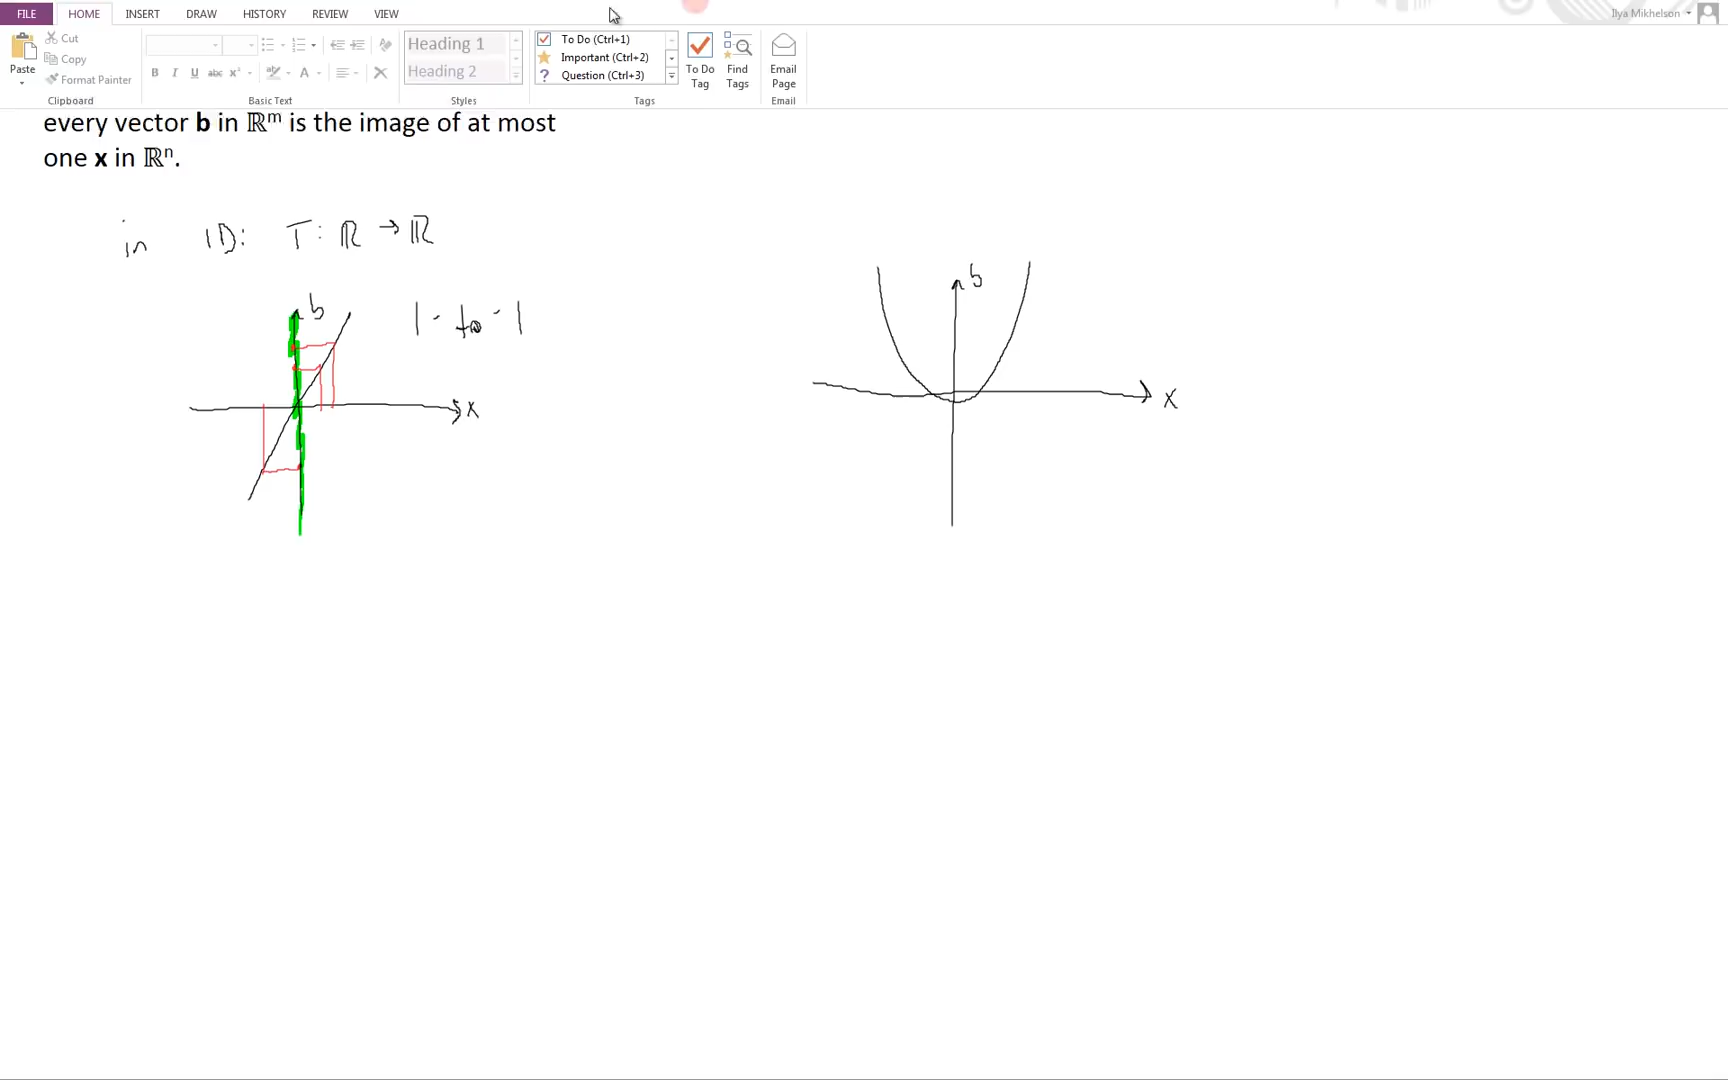 FILE HOME INSERT DRAW HISTORY REVIEW VIEW Ilya Mikhelson
Paste
Cut
Copy
Format Painter
Clipboard
B I U abc x² A
Basic Text
Heading 1
Heading 2
Styles
To Do (Ctrl+1)
Important (Ctrl+2)
? Question (Ctrl+3)
To Do Tag
Find Tags
Tags
Email Page
Email
every vector b in ℝᵐ is the image of at most
one x in ℝⁿ.
in 1D: T: ℝ → ℝ
b
1-to-1
x
b
x